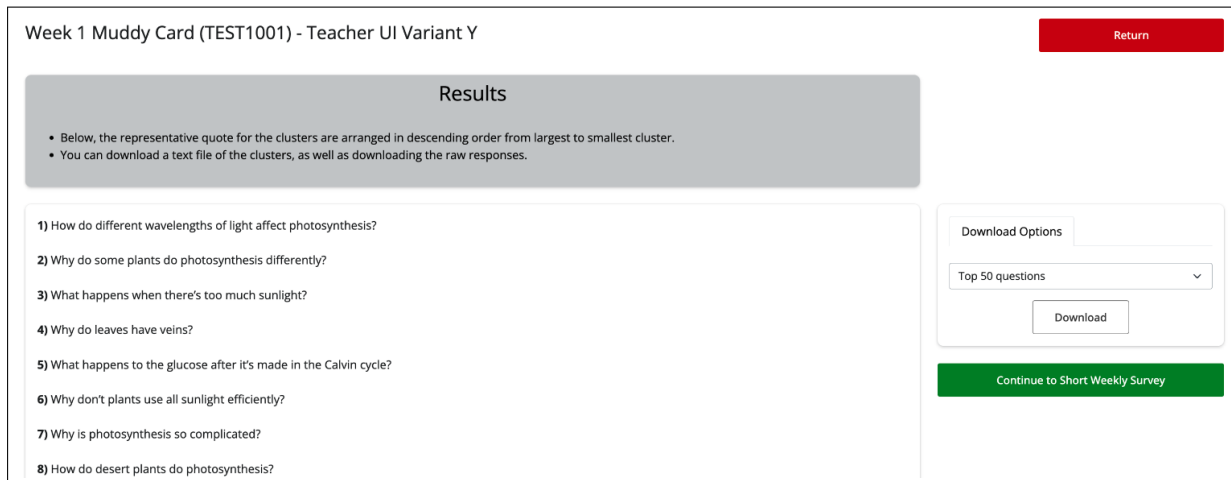 Week 1 Muddy Card (TEST1001) - Teacher UI Variant Y
Return
Results
• Below, the representative quote for the clusters are arranged in descending order from largest to smallest cluster.
• You can download a text file of the clusters, as well as downloading the raw responses.
1) How do different wavelengths of light affect photosynthesis?
2) Why do some plants do photosynthesis differently?
3) What happens when there’s too much sunlight?
4) Why do leaves have veins?
5) What happens to the glucose after it’s made in the Calvin cycle?
6) Why don’t plants use all sunlight efficiently?
7) Why is photosynthesis so complicated?
8) How do desert plants do photosynthesis?
Download Options
Top 50 questions
Download
Continue to Short Weekly Survey